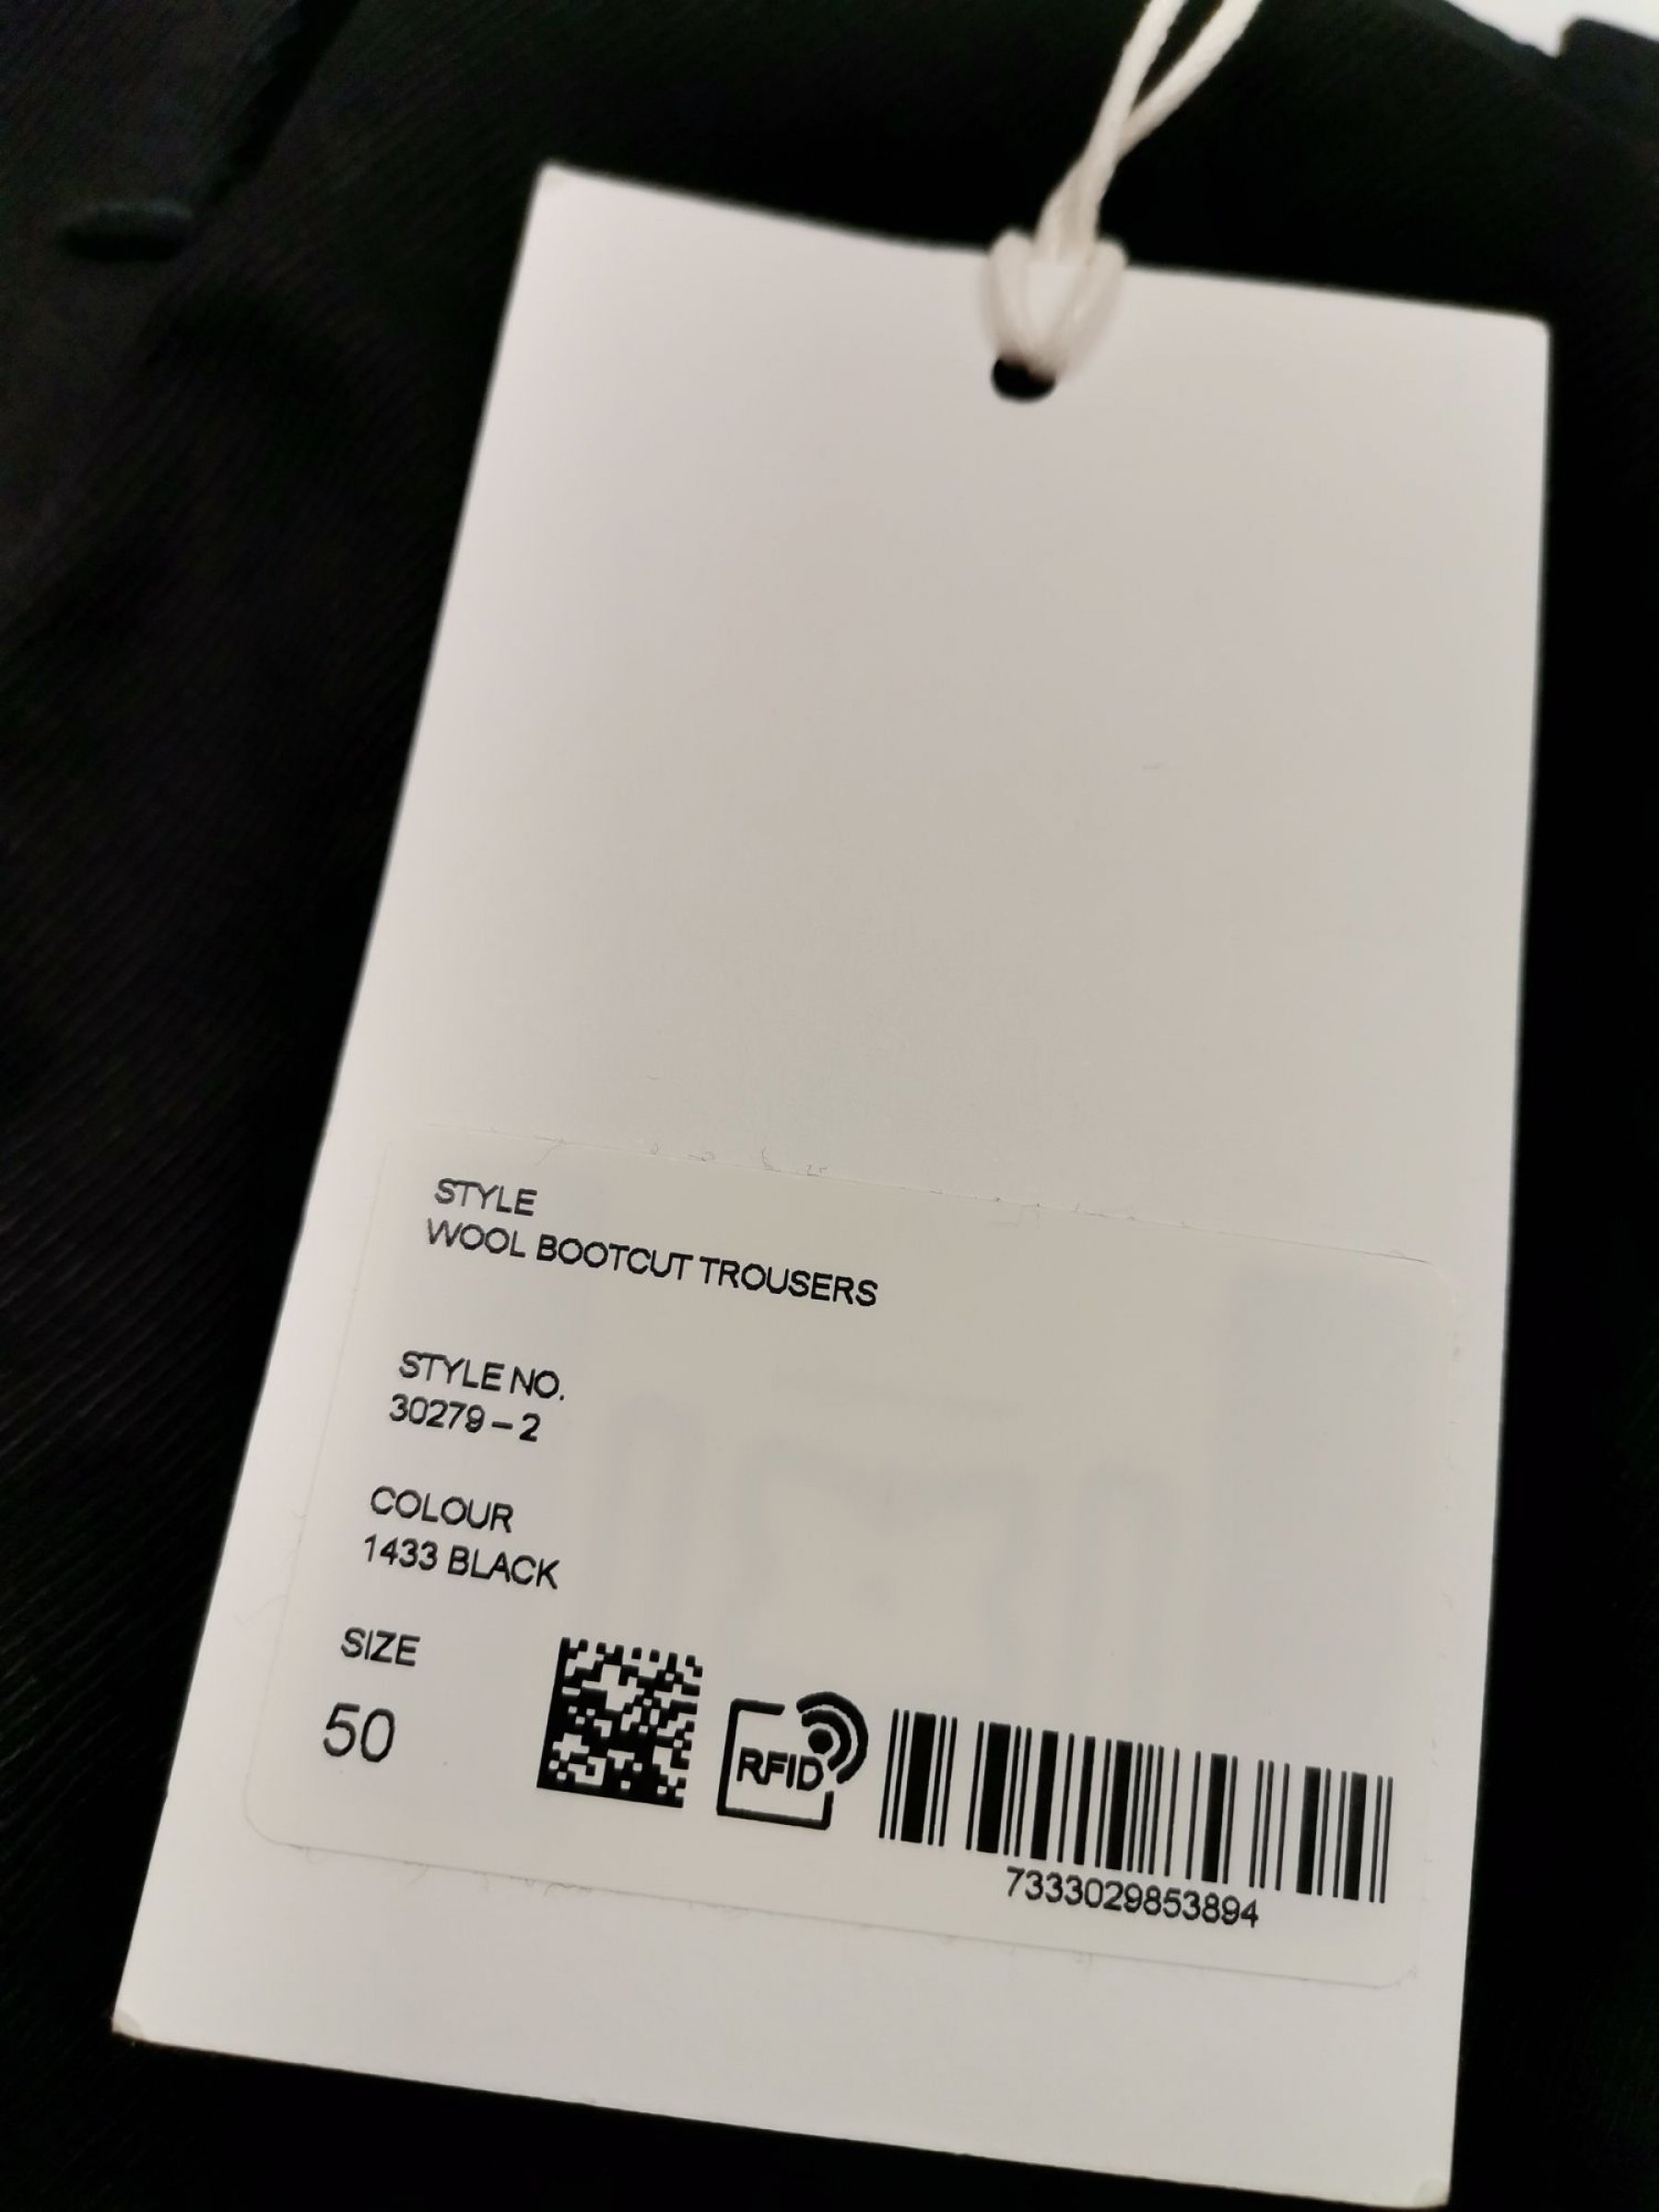 STYLE
WOOL BOOTCUT TROUSERS
STYLE NO.
30279-2
COLOUR
1433 BLACK
SIZE
50
RFID
7333029853894